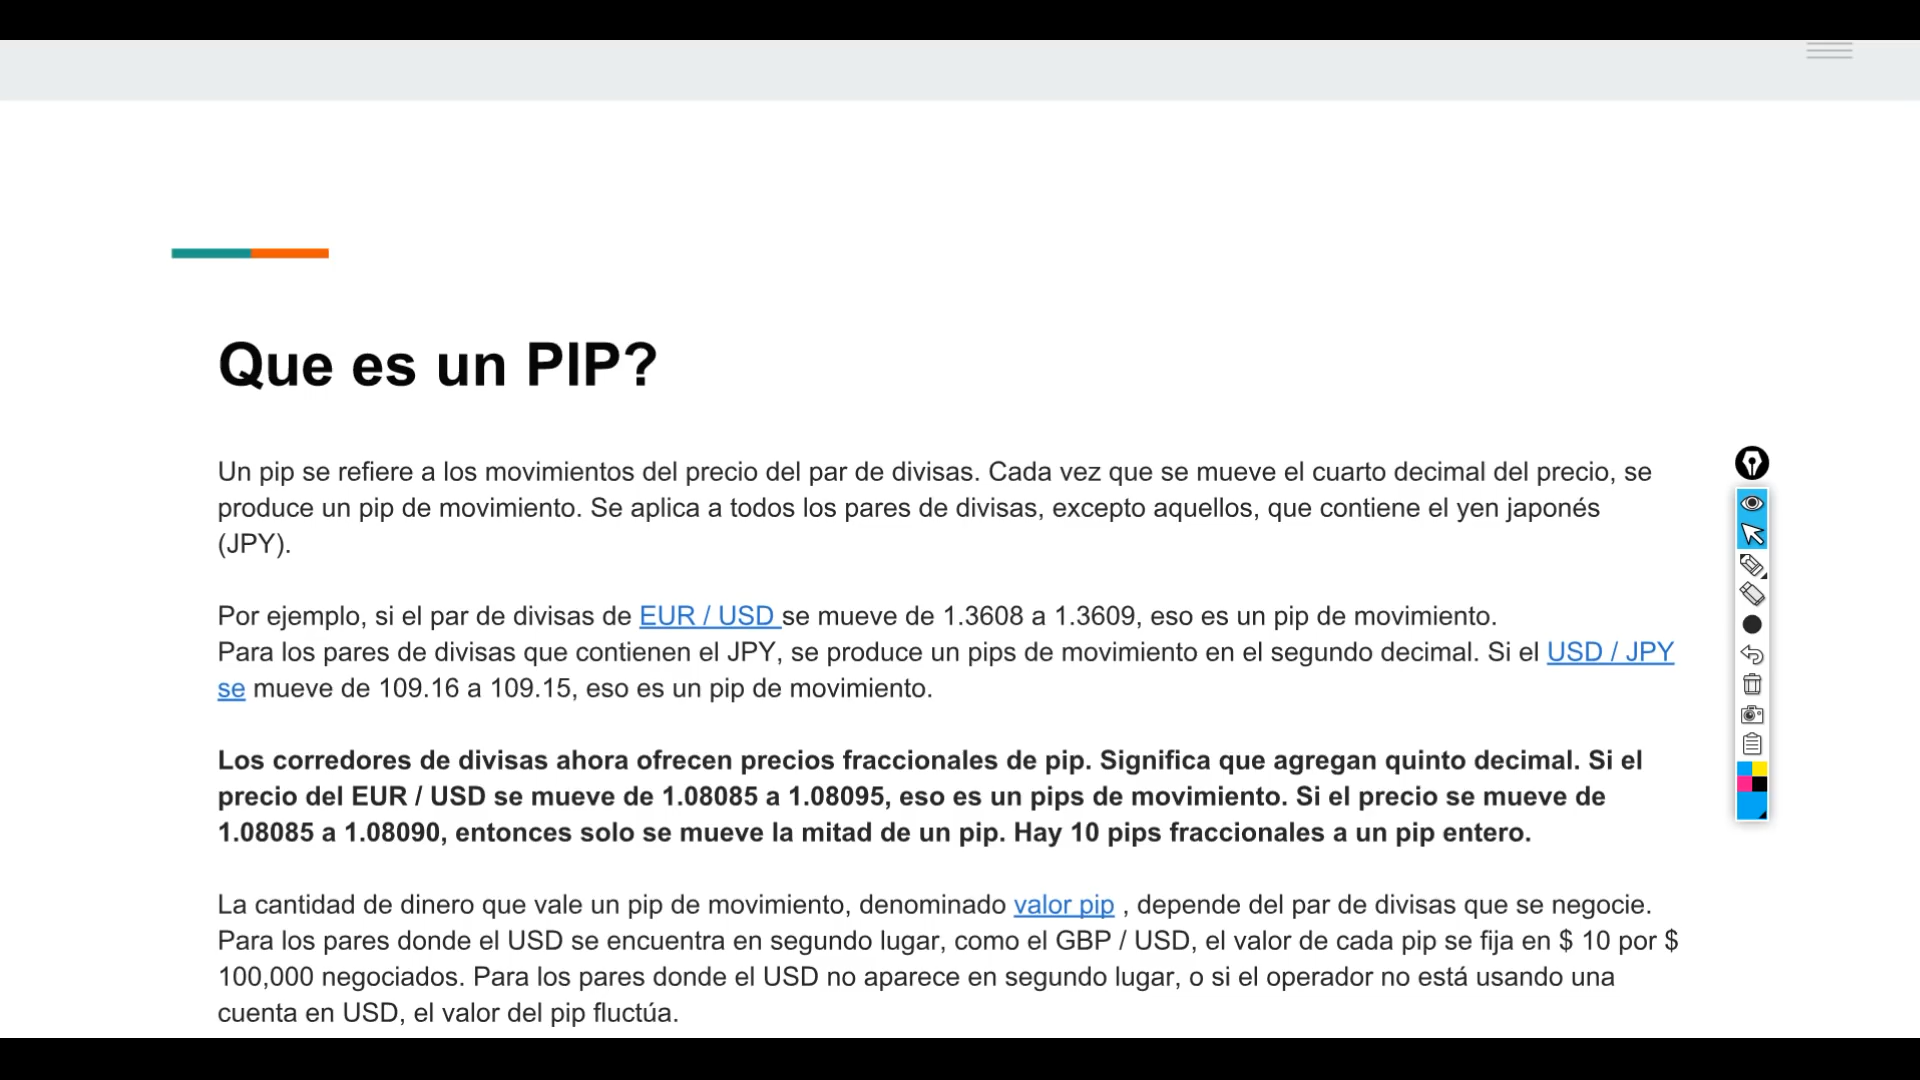 Que es un PIP?
Un pip se refiere a los movimientos del precio del par de divisas. Cada vez que se mueve el cuarto decimal del precio, se
produce un pip de movimiento. Se aplica a todos los pares de divisas, excepto aquellos, que contiene el yen japonés
(JPY).
Por ejemplo, si el par de divisas de EUR / USD se mueve de 1.3608 a 1.3609, eso es un pip de movimiento.
Para los pares de divisas que contienen el JPY, se produce un pips de movimiento en el segundo decimal. Si el USD / JPY
se mueve de 109.16 a 109.15, eso es un pip de movimiento.
Los corredores de divisas ahora ofrecen precios fraccionales de pip. Significa que agregan quinto decimal. Si el
precio del EUR / USD se mueve de 1.08085 a 1.08095, eso es un pips de movimiento. Si el precio se mueve de
1.08085 a 1.08090, entonces solo se mueve la mitad de un pip. Hay 10 pips fraccionales a un pip entero.
La cantidad de dinero que vale un pip de movimiento, denominado valor pip , depende del par de divisas que se negocie.
Para los pares donde el USD se encuentra en segundo lugar, como el GBP / USD, el valor de cada pip se fija en $ 10 por $
100,000 negociados. Para los pares donde el USD no aparece en segundo lugar, o si el operador no está usando una
cuenta en USD, el valor del pip fluctúa.